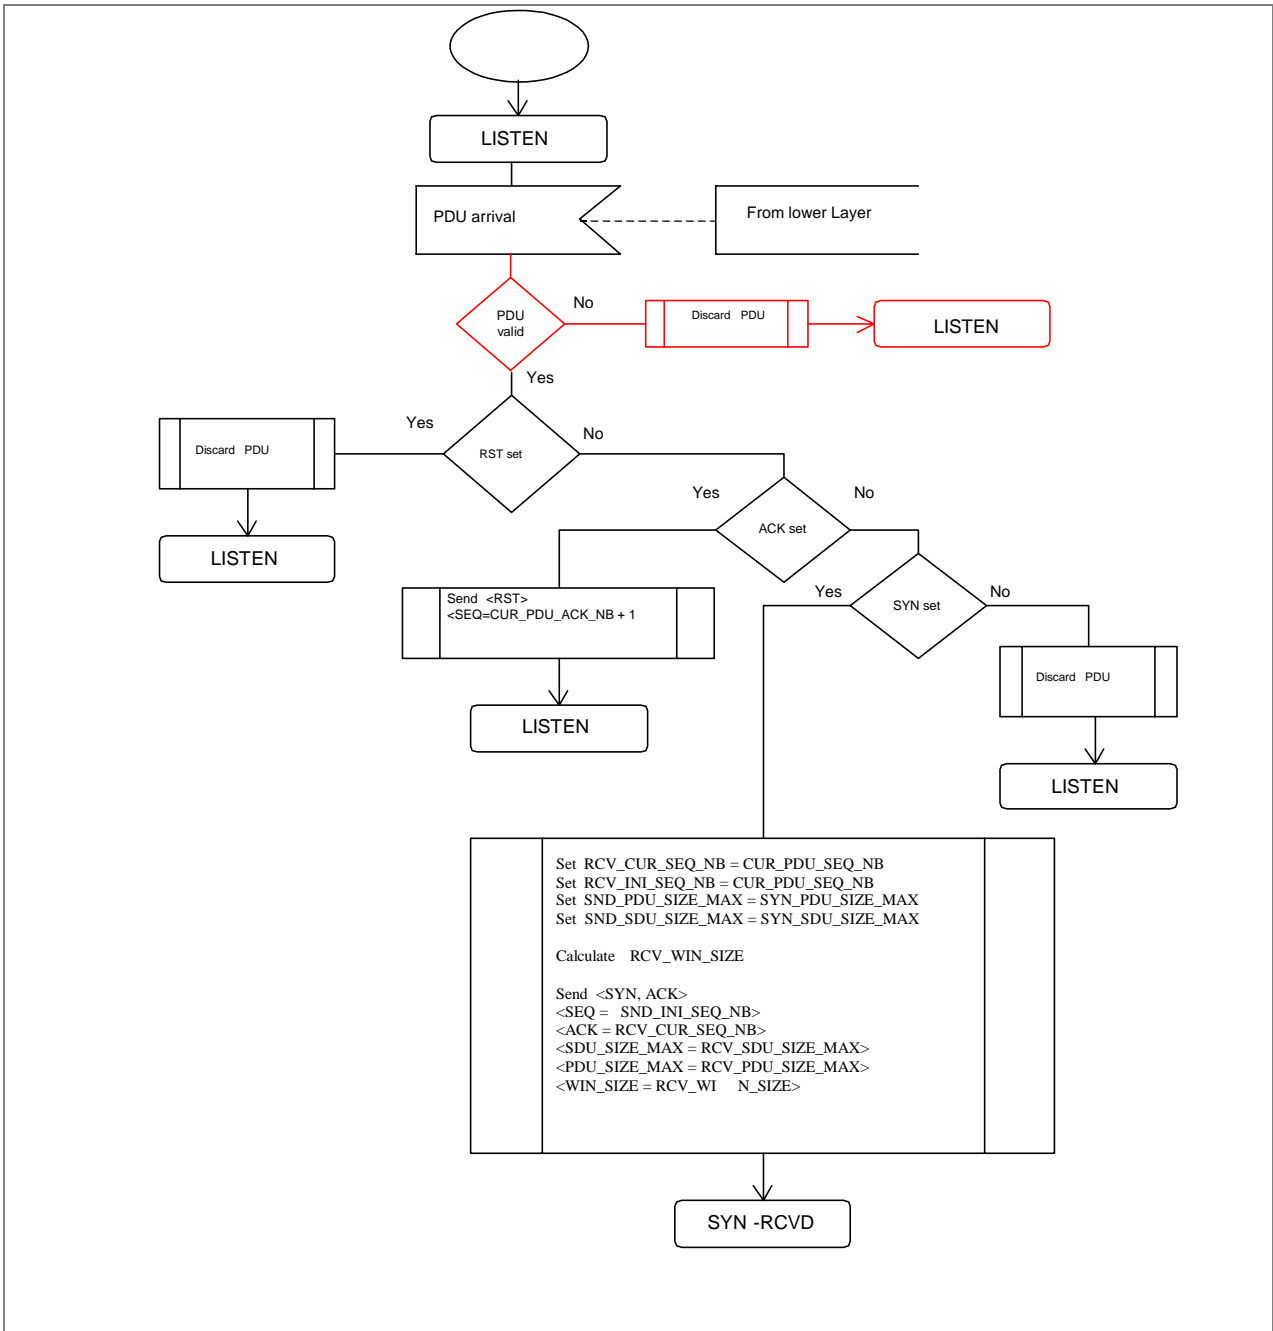 LISTEN
PDU arrival
From lower Layer
PDU
valid
No
Discard PDU
LISTEN
Yes
Yes
RST set
No
Discard PDU
LISTEN
Yes
ACK set
No
Send <RST>
<SEQ=CUR_PDU_ACK_NB + 1
LISTEN
Yes
SYN set
No
Discard PDU
LISTEN
Set RCV_CUR_SEQ_NB = CUR_PDU_SEQ_NB
Set RCV_INI_SEQ_NB = CUR_PDU_SEQ_NB
Set SND_PDU_SIZE_MAX = SYN_PDU_SIZE_MAX
Set SND_SDU_SIZE_MAX = SYN_SDU_SIZE_MAX
Calculate RCV_WIN_SIZE
Send <SYN, ACK>
<SEQ = SND_INI_SEQ_NB>
<ACK = RCV_CUR_SEQ_NB>
<SDU_SIZE_MAX = RCV_SDU_SIZE_MAX>
<PDU_SIZE_MAX = RCV_PDU_SIZE_MAX>
<WIN_SIZE = RCV_WI N_SIZE>
SYN -RCVD